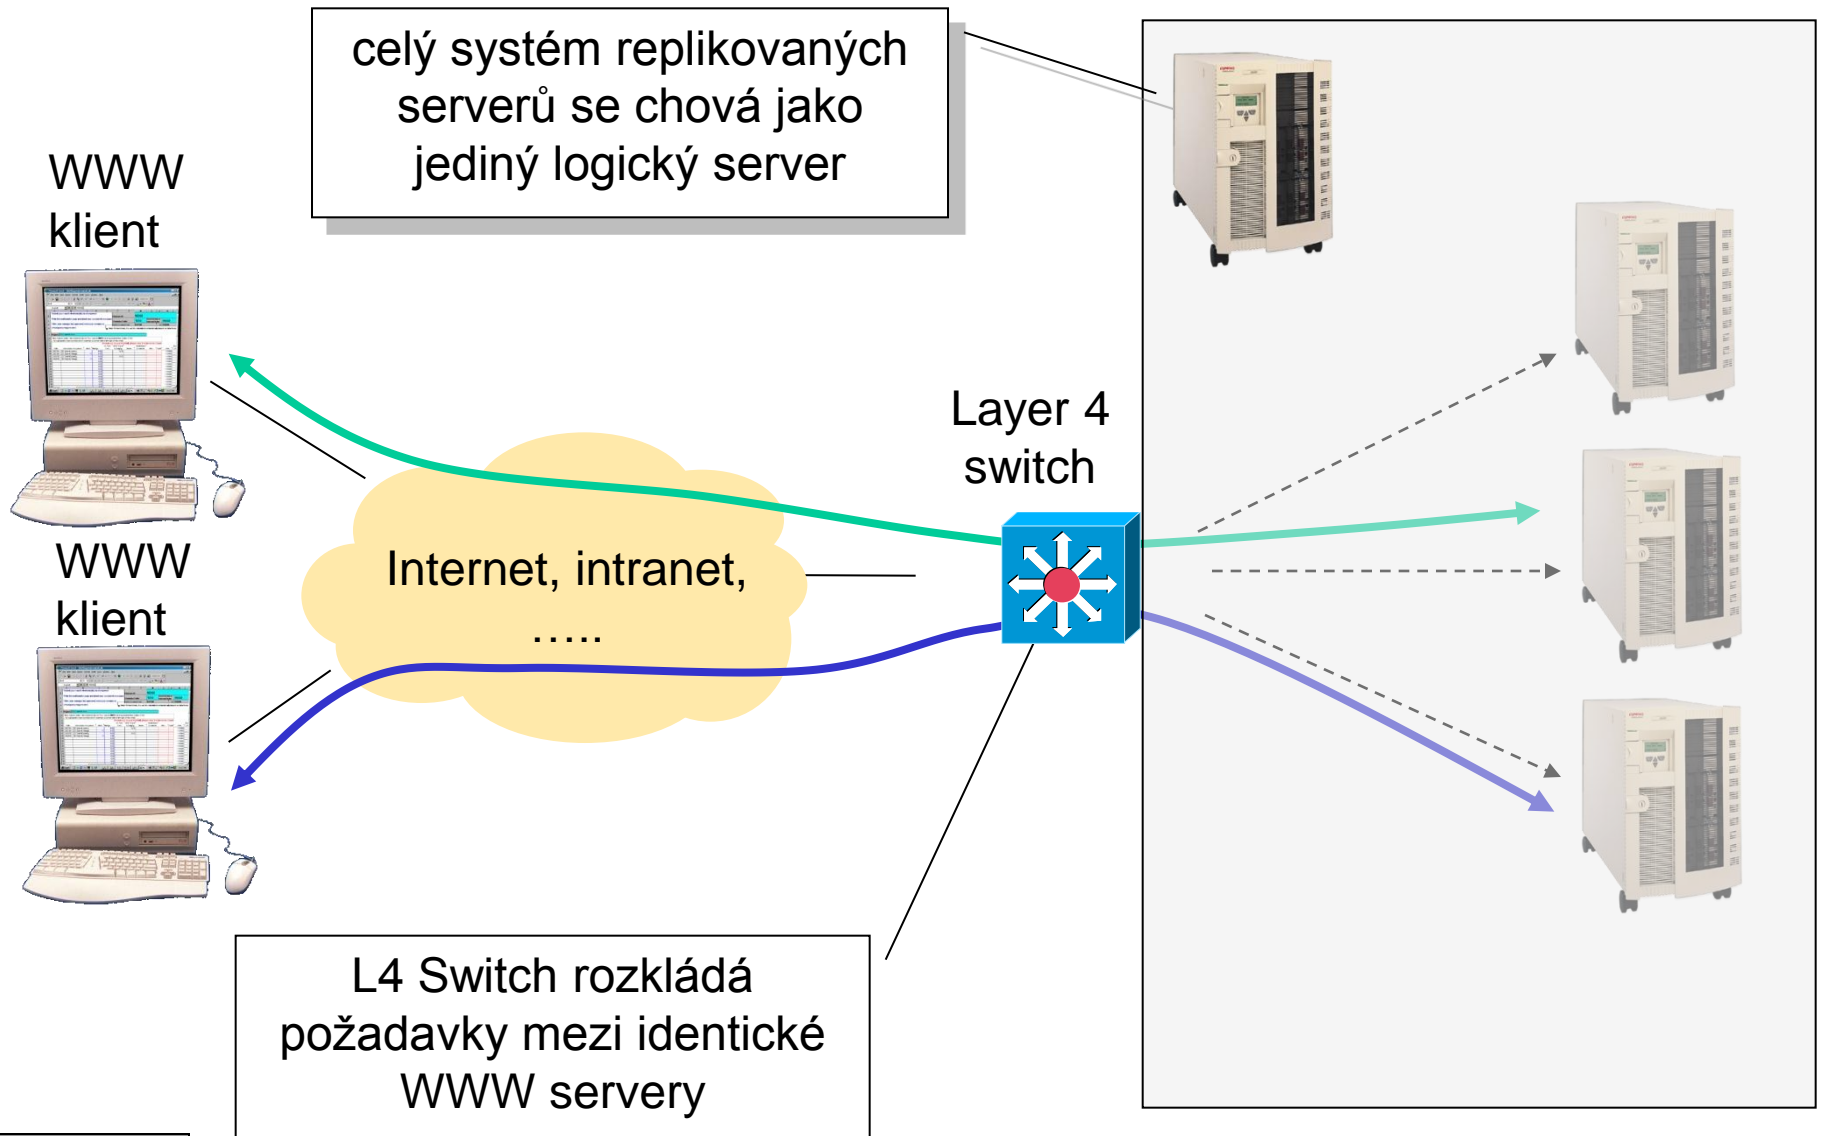 celý systém replikovaných
serverů se chová jako
jediný logický server
WWW
klient
Layer 4
switch
WWW
klient
Internet, intranet,
…..
L4 Switch rozkládá
požadavky mezi identické
WWW servery